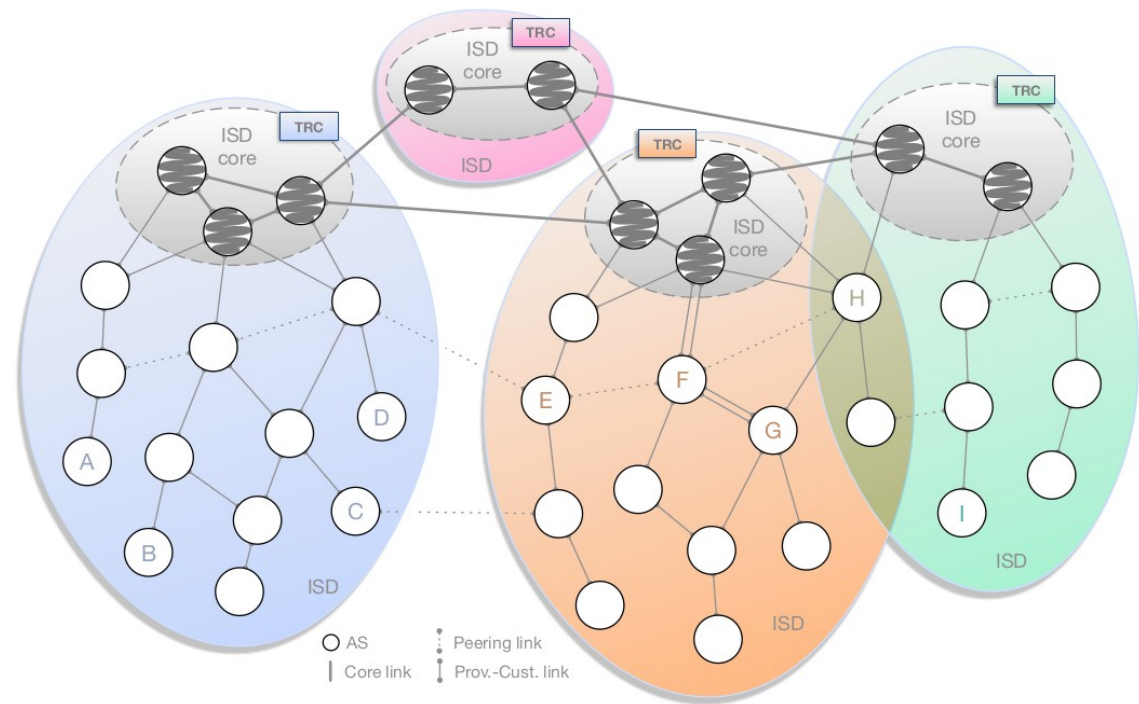 TRC
ISD
core
ISD
TRC
ISD
core
TRC
ISD
core
TRC
ISD
core
H
D
E
F
G
A
C
B
I
ISD
ISD
ISD
AS
Peering link
Core link
Prov.-Cust. link